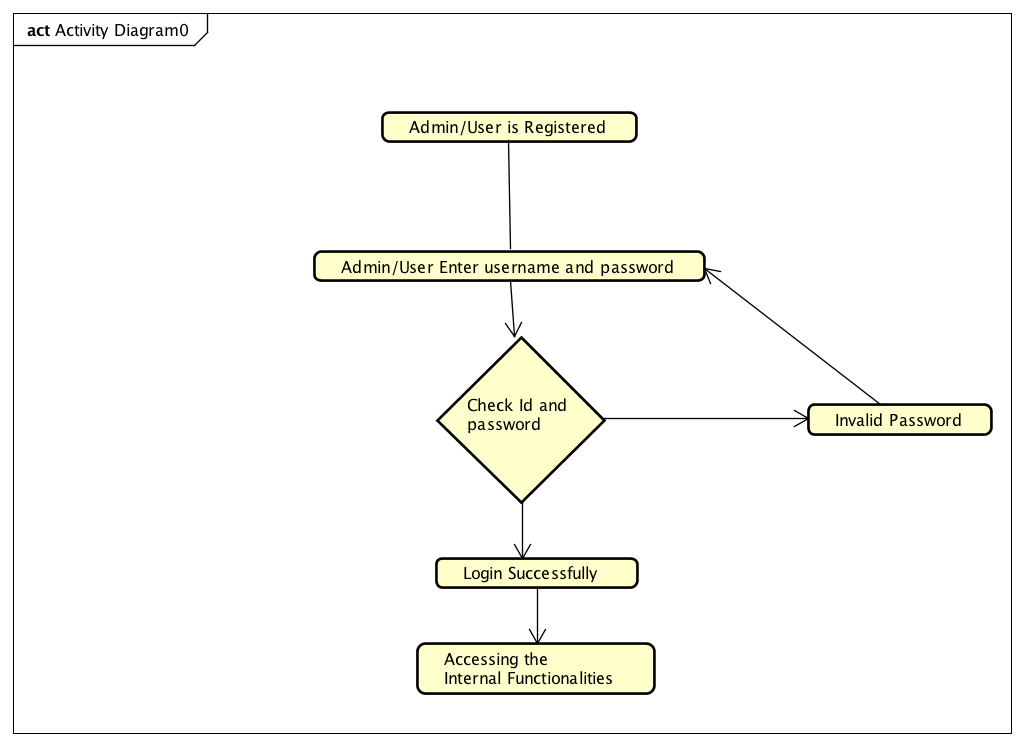 act Activity Diagram0
Admin/User is Registered
Admin/User Enter username and password
Check Id and
password
Invalid Password
Login Successfully
Accessing the
Internal Functionalities